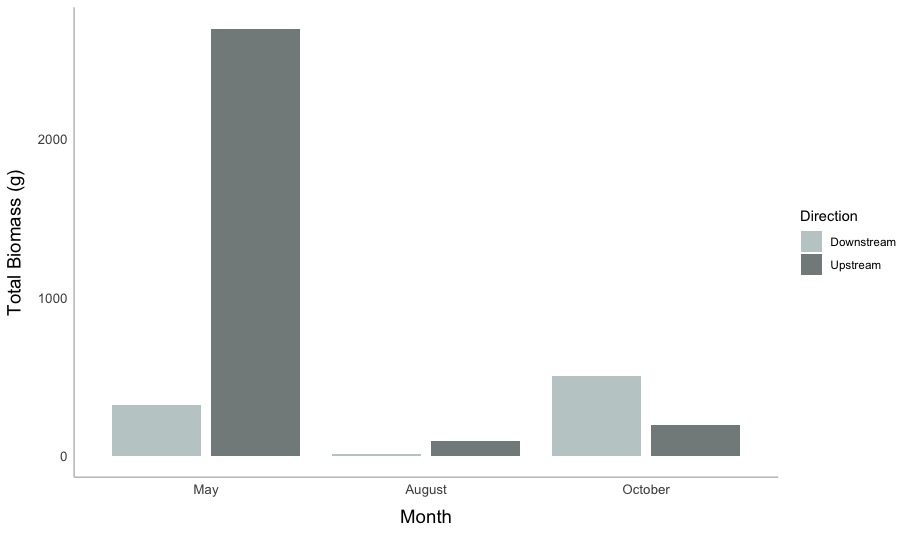 Total Biomass (g)
2000
1000
0
May
August
October
Month
Direction
Downstream
Upstream